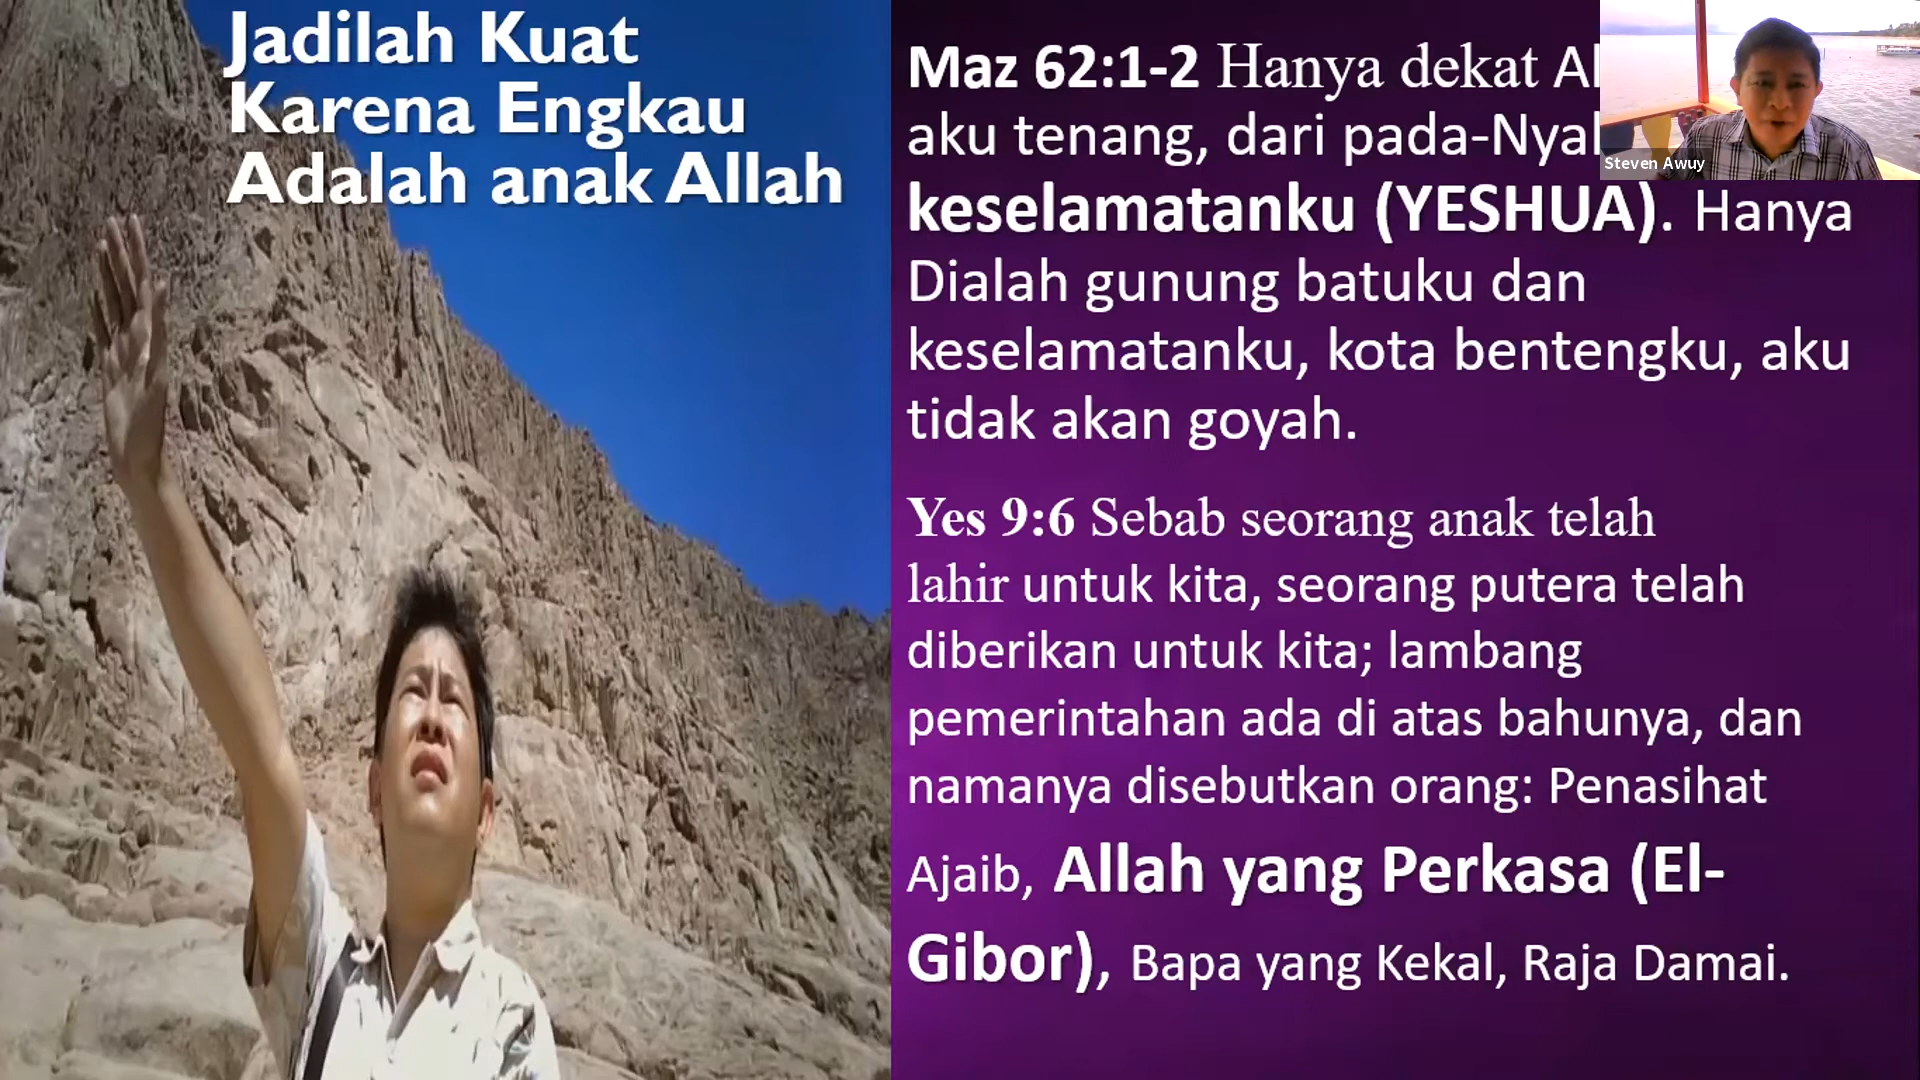 Jadilah Kuat
Karena Engkau
Adalah anak Allah
Maz 62:1-2 Hanya dekat
aku tenang, dari
keselamatanku (YESHUA). Hanya
Dialah gunung batuku dan
keselamatanku, kota bentengku, aku
tidak akan goyah.
Yes 9:6 Sebab seorang anak telah
lahir untuk kita, seorang putera telah
diberikan untuk kita; lambang
pemerintahan ada di atas bahunya, dan
namanya disebutkan orang: Penasihat
Ajaib, Allah yang Perkasa (El-
Gibor), Bapa yang Kekal, Raja Damai.
Steven Awuy